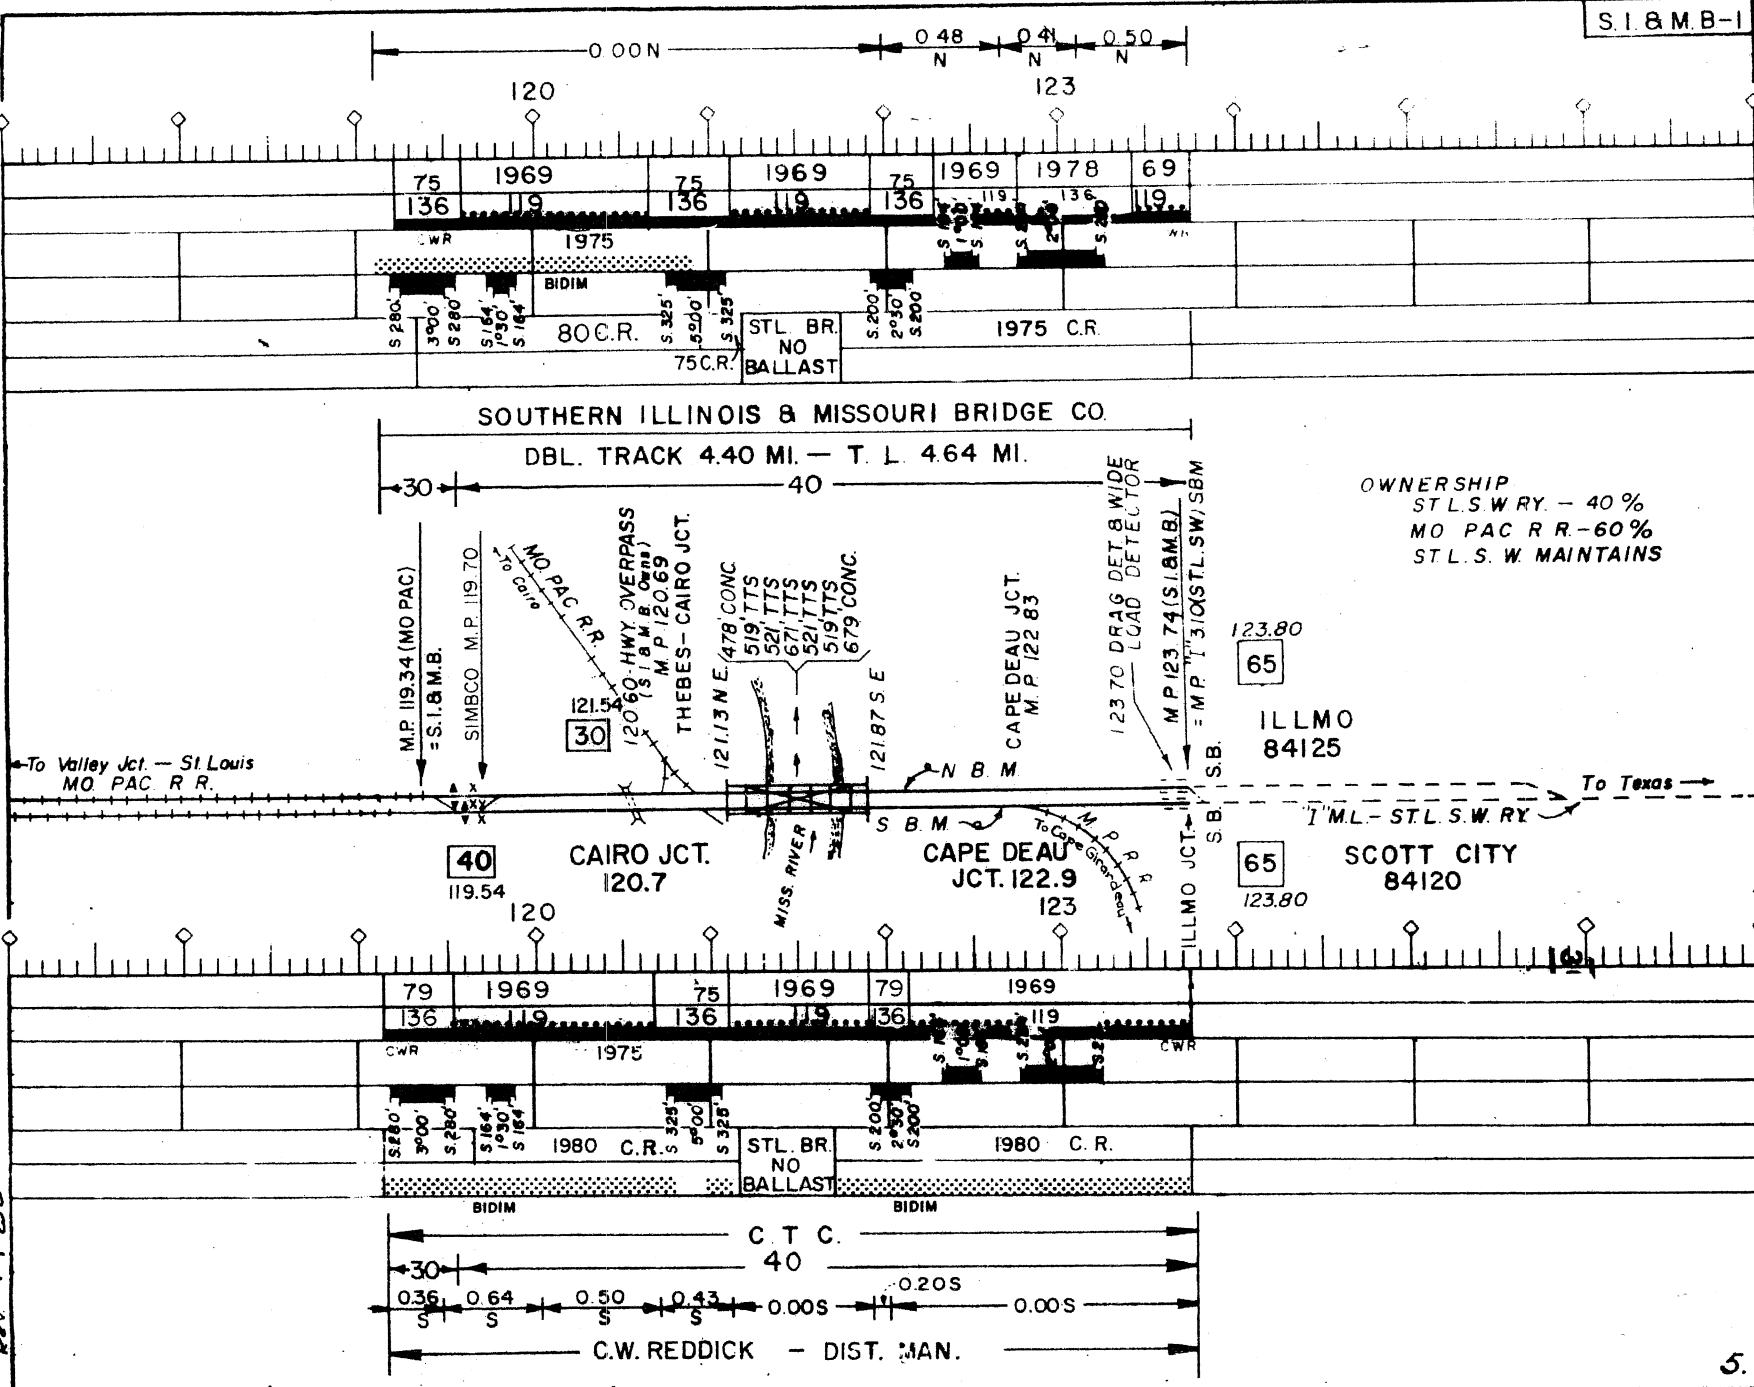 S.I. & M.B-1
0.00N
0.48 N
0.41 N
0.50 N
120
123
75
1969
75
1969
75
1969
1978
69
136
119
136
119
136
119
136
119
CWR
1975
BIDIM
S 280'
3°00'
S 280'
S 164'
1°30'
S 164'
80 C.R.
S. 325'
5°00'
S. 325'
75 C.R.
STL. BR.
NO
BALLAST
S. 200'
2°30'
S. 200'
1975 C.R.
SOUTHERN ILLINOIS & MISSOURI BRIDGE CO.
DBL. TRACK 4.40 MI. — T. L. 4.64 MI.
30
40
OWNERSHIP
ST L.S.W RY. — 40%
MO PAC R R. - 60%
ST L. S. W. MAINTAINS
M.P. 119.34 (MO PAC)
= S.I. & M.B.
SIMBCO M.P. 119.70
MO. PAC R.R.
To Cairo
120.60 - HWY. OVERPASS
(S I & M B. Owns)
M. P 120.69
THEBES - CAIRO JCT.
121.13 N E.
478' CONC.
519' TTS
521' TTS
671' TTS
521' TTS
519' TTS
679' CONC.
121.87 S. E
CAPE DEAU JCT.
M. P 122 83
123 70 DRAG DET & WIDE
LOAD DETECTOR
M P 123 74 (S.I.&M.B.)
= M.P. "I" 3.10 (ST.L.SW) SBM
123.80
65
ILLMO
84125
121.54
30
To Valley Jct. — St. Louis
MO. PAC R R.
N B. M.
S B. M.
S.B.
S.B.
To Texas
"I" M.L. - ST.L. S.W. RY.
40
119.54
CAIRO JCT.
120.7
MISS. RIVER
CAPE DEAU
JCT. 122.9
M P R R
To Cape Girardeau
ILLMO JCT.
65
123.80
SCOTT CITY
84120
120
123
79
1969
75
1969
79
1969
136
119
136
119
136
119
CWR
1975
CWR
S. 280'
3°00'
S. 280'
S. 164'
1°30'
S 164'
1980 C.R.
S 325'
5°00'
S 325'
STL. BR.
NO
BALLAST
S. 200'
2°30'
S 200'
1980 C. R.
BIDIM
BIDIM
C. T C.
30
40
0.36 S
0.64 S
0.50 S
0.43 S
0.00S
0.20S
0.00S
C.W. REDDICK - DIST. MAN.
5.